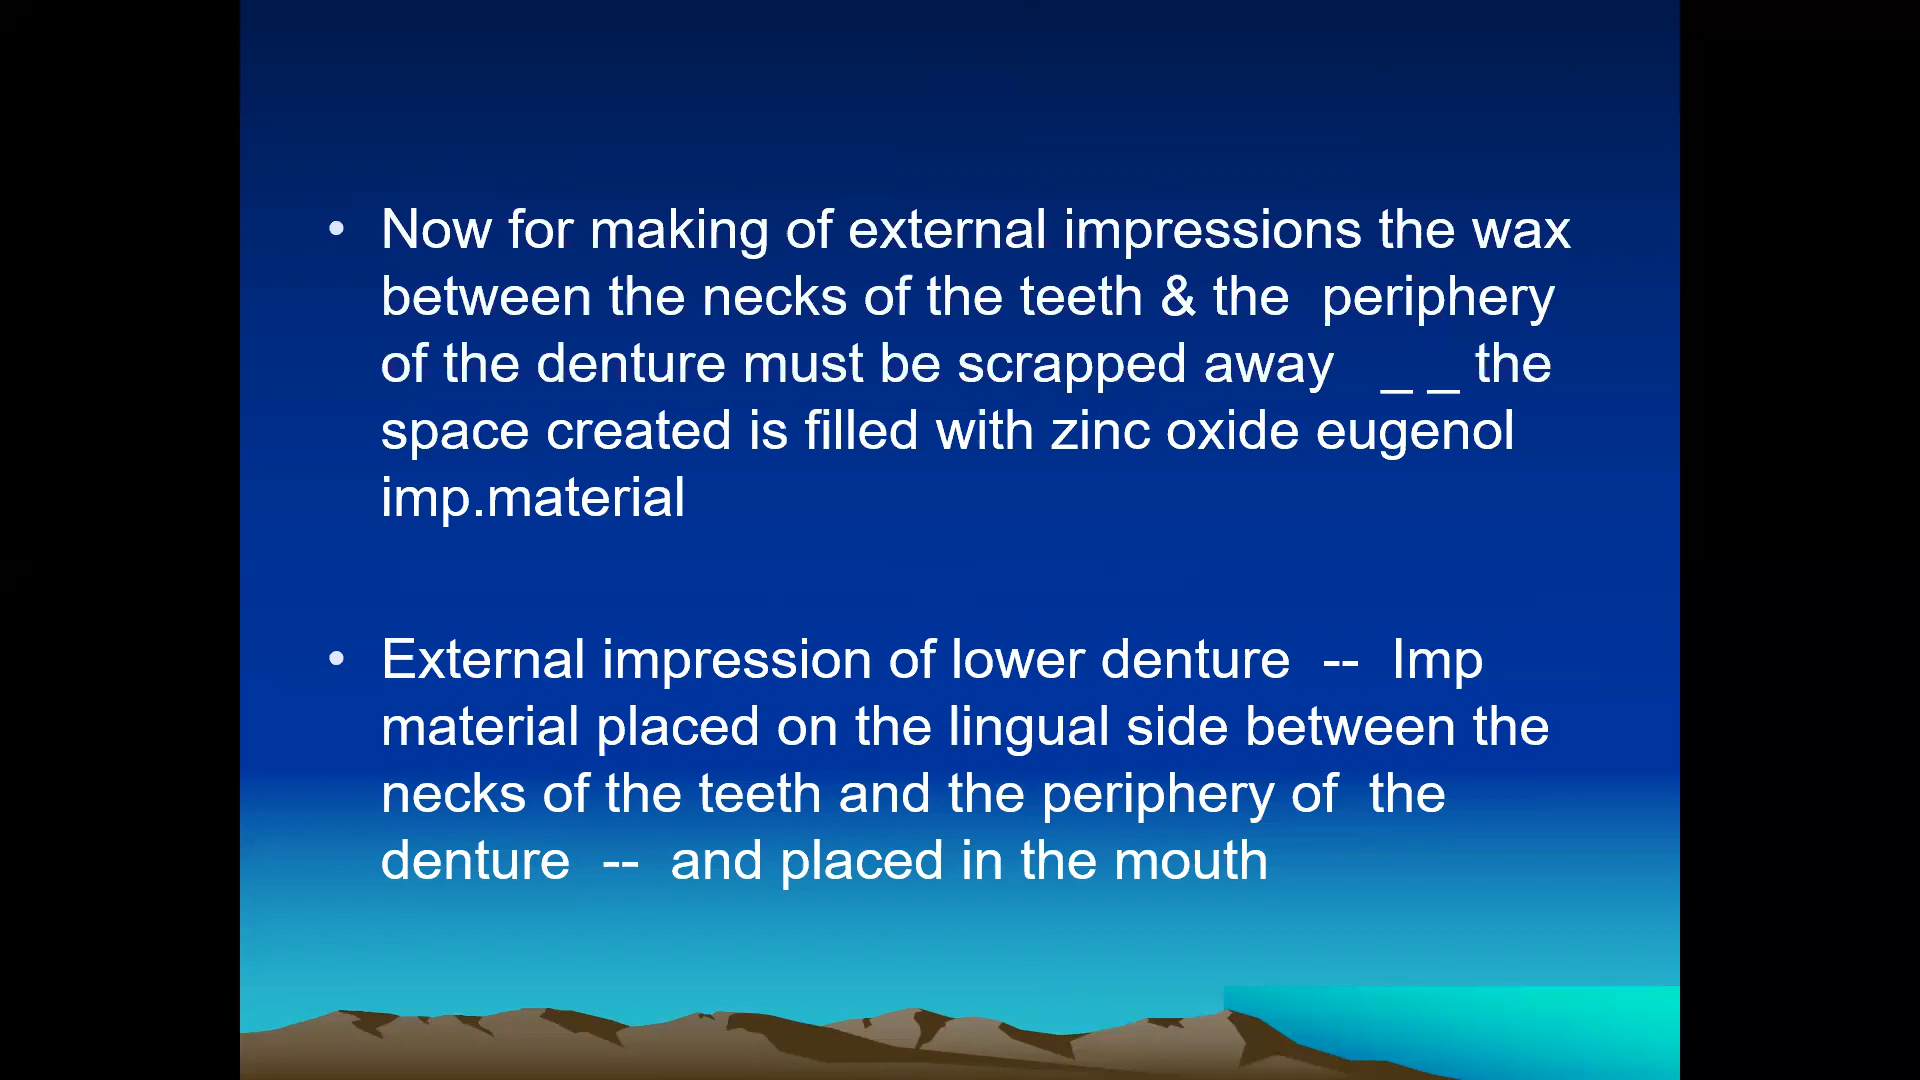 • Now for making of external impressions the wax
between the necks of the teeth & the  periphery
of the denture must be scrapped away   _ _ the
space created is filled with zinc oxide eugenol
imp.material
• External impression of lower denture  --  Imp
material placed on the lingual side between the
necks of the teeth and the periphery of  the
denture  --  and placed in the mouth